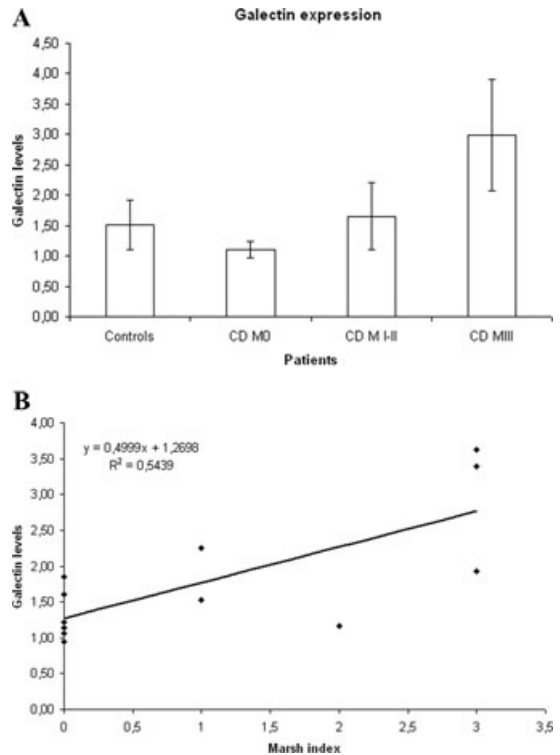 A
Galectin expression
Galectin levels
4,50
4,00
3,50
3,00
2,50
2,00
1,50
1,00
0,50
0,00
Controls CD M0 CD M I-II CD MIII
Patients
B
Galectin levels
4,00
3,50
3,00
2,50
2,00
1,50
1,00
0,50
0,00
y = 0,4999x + 1,2698
R² = 0,5439
0 0,5 1 1,5 2 2,5 3 3,5
Marsh index